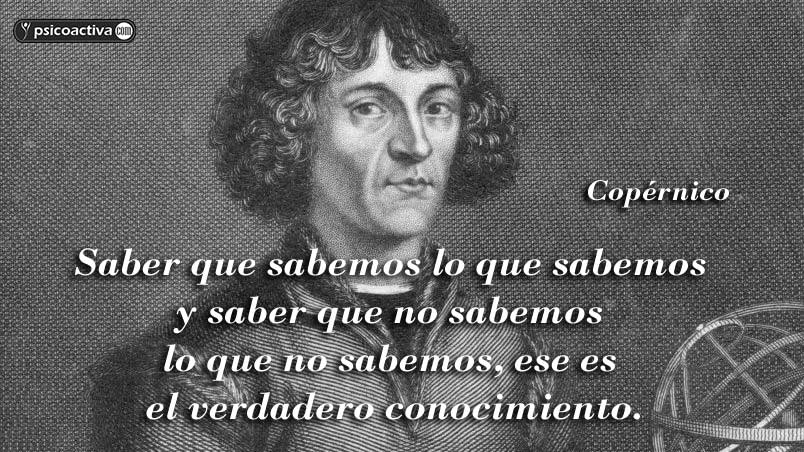 psicoactiva.com
Copérnico
Saber que sabemos lo que sabemos
y saber que no sabemos
lo que no sabemos, ese es
el verdadero conocimiento.